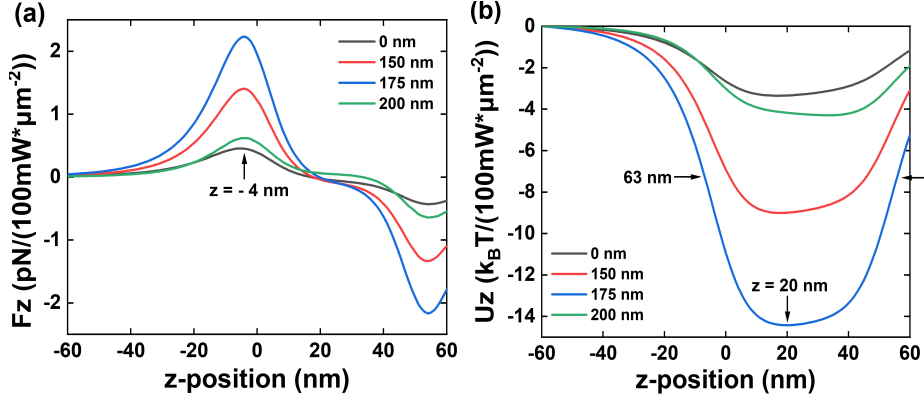 (a)
Fz (pN/(100mW*μm⁻²))
2
1
0
-1
-2
0 nm
150 nm
175 nm
200 nm
z = - 4 nm
-60 -40 -20 0 20 40 60
z-position (nm)
(b)
Uz (k_BT/(100mW*μm⁻²))
0
-2
-4
-6
-8
-10
-12
-14
63 nm
0 nm
150 nm
175 nm
200 nm
z = 20 nm
-60 -40 -20 0 20 40 60
z-position (nm)